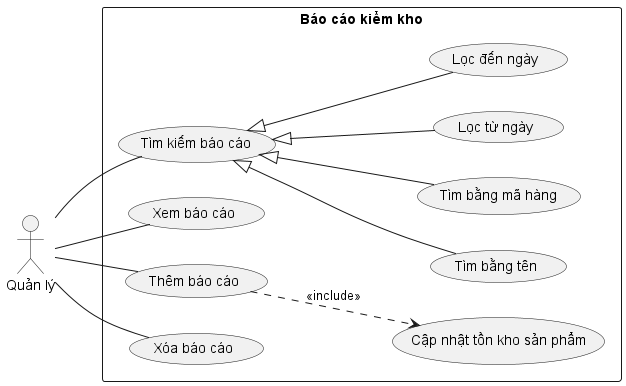 Báo cáo kiểm kho
Lọc đến ngày
Lọc từ ngày
Tìm kiếm báo cáo
Tìm bằng mã hàng
Xem báo cáo
Tìm bằng tên
Quản lý
Thêm báo cáo
«include»
Cập nhật tồn kho sản phẩm
Xóa báo cáo